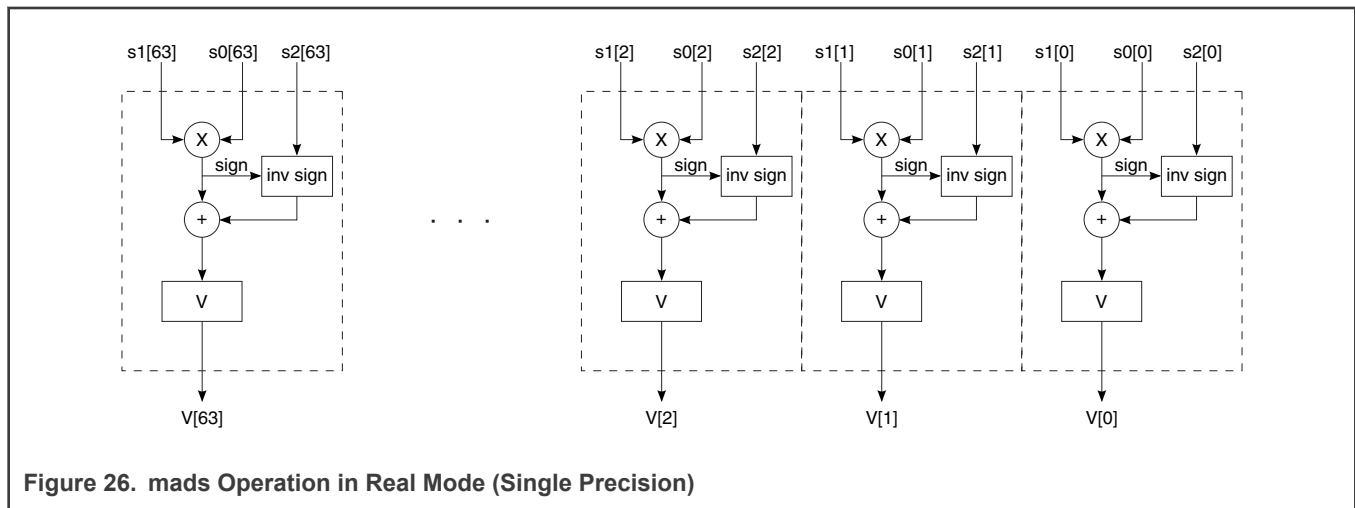 s1[63] s0[63] s2[63] s1[2] s0[2] s2[2] s1[1] s0[1] s2[1] s1[0] s0[0] s2[0]
X X X X
sign sign sign sign
inv sign inv sign inv sign inv sign
+ . . . + + +
V V V V
V[63] V[2] V[1] V[0]
Figure 26. mads Operation in Real Mode (Single Precision)